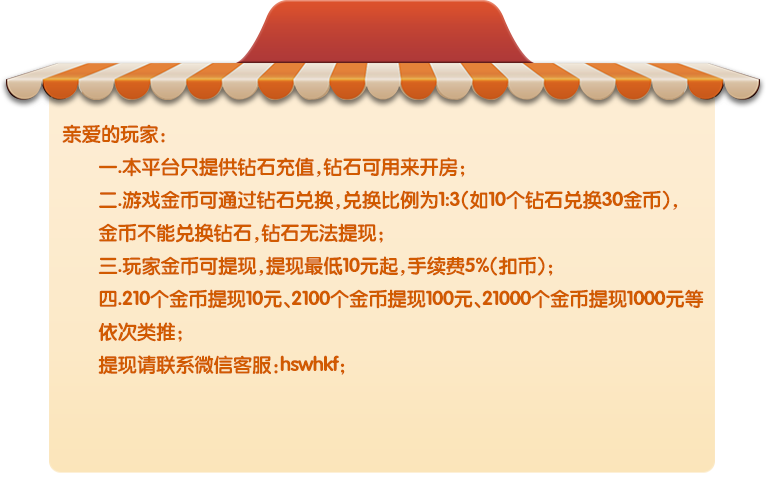 亲爱的玩家:
一.本平台只提供钻石充值,钻石可用来开房;
二.游戏金币可通过钻石兑换,兑换比例为1:3(如10个钻石兑换30金币),
金币不能兑换钻石,钻石无法提现;
三.玩家金币可提现,提现最低10元起,手续费5%(扣币);
四.210个金币提现10元、2100个金币提现100元、21000个金币提现1000元等
依次类推;
提现请联系微信客服:hswhkf;